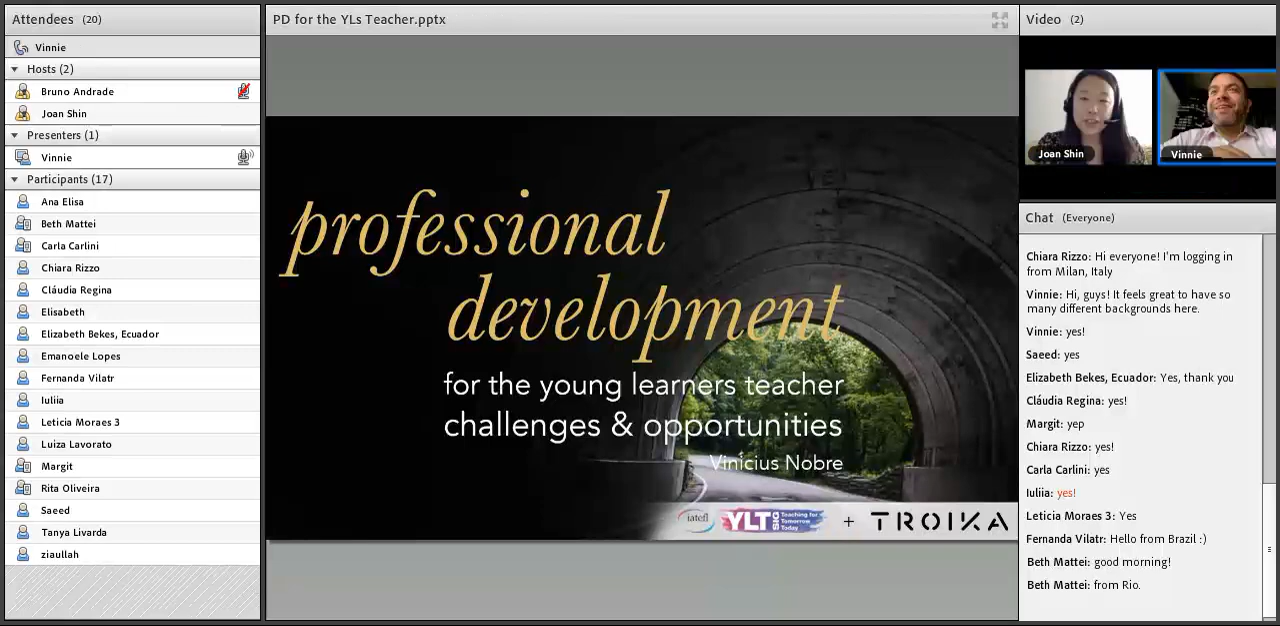 Attendees (20)
Vinnie
Hosts (2)
Bruno Andrade
Joan Shin
Presenters (1)
Vinnie
Participants (17)
Ana Elisa
Beth Mattei
Carla Carlini
Chiara Rizzo
Cláudia Regina
Elisabeth
Elizabeth Bekes, Ecuador
Emanoele Lopes
Fernanda Vilatr
Iuliia
Leticia Moraes 3
Luiza Lavorato
Margit
Rita Oliveira
Saeed
Tanya Livarda
ziaullah
PD for the YLs Teacher.pptx
professional
development
for the young learners teacher
challenges & opportunities
Vinicius Nobre
iatefl
YLT SIG Teaching for Tomorrow Today
+ TROIKA
Video (2)
Joan Shin
Vinnie
Chat (Everyone)
Chiara Rizzo: Hi everyone! I'm logging in
from Milan, Italy
Vinnie: Hi, guys! It feels great to have so
many different backgrounds here.
Vinnie: yes!
Saeed: yes
Elizabeth Bekes, Ecuador: Yes, thank you
Cláudia Regina: yes!
Margit: yep
Chiara Rizzo: yes!
Carla Carlini: yes
Iuliia: yes!
Leticia Moraes 3: Yes
Fernanda Vilatr: Hello from Brazil :)
Beth Mattei: good morning!
Beth Mattei: from Rio.